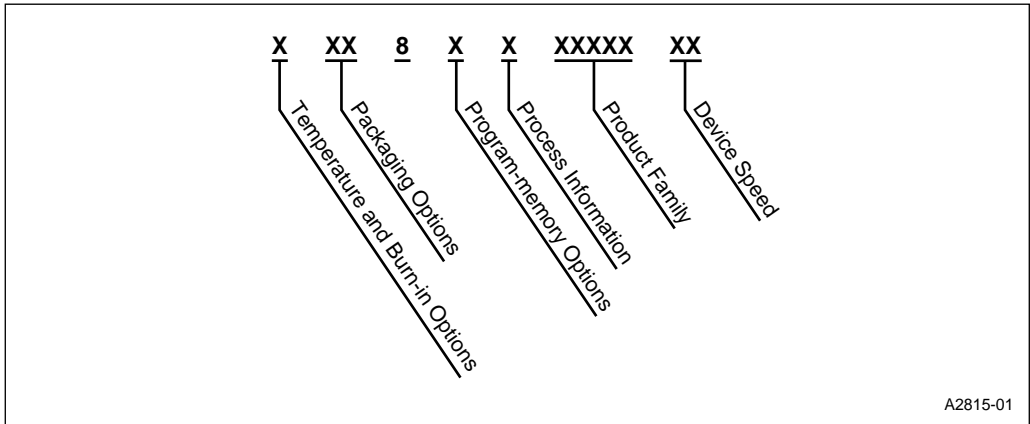 X XX 8 X X XXXXX XX
Temperature and Burn-in Options
Packaging Options
Program-memory Options
Process Information
Product Family
Device Speed
A2815-01